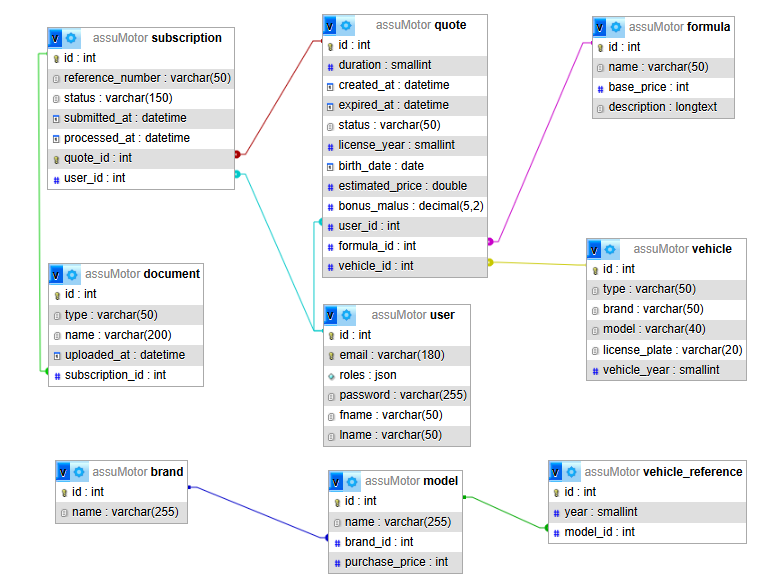 assuMotor subscription
id : int
reference_number : varchar(50)
status : varchar(150)
submitted_at : datetime
processed_at : datetime
quote_id : int
user_id : int
assuMotor quote
id : int
duration : smallint
created_at : datetime
expired_at : datetime
status : varchar(50)
license_year : smallint
birth_date : date
estimated_price : double
bonus_malus : decimal(5,2)
user_id : int
formula_id : int
vehicle_id : int
assuMotor formula
id : int
name : varchar(50)
base_price : int
description : longtext
assuMotor document
id : int
type : varchar(50)
name : varchar(200)
uploaded_at : datetime
subscription_id : int
assuMotor user
id : int
email : varchar(180)
roles : json
password : varchar(255)
fname : varchar(50)
lname : varchar(50)
assuMotor vehicle
id : int
type : varchar(50)
brand : varchar(50)
model : varchar(40)
license_plate : varchar(20)
vehicle_year : smallint
assuMotor brand
id : int
name : varchar(255)
assuMotor model
id : int
name : varchar(255)
brand_id : int
purchase_price : int
assuMotor vehicle_reference
id : int
year : smallint
model_id : int